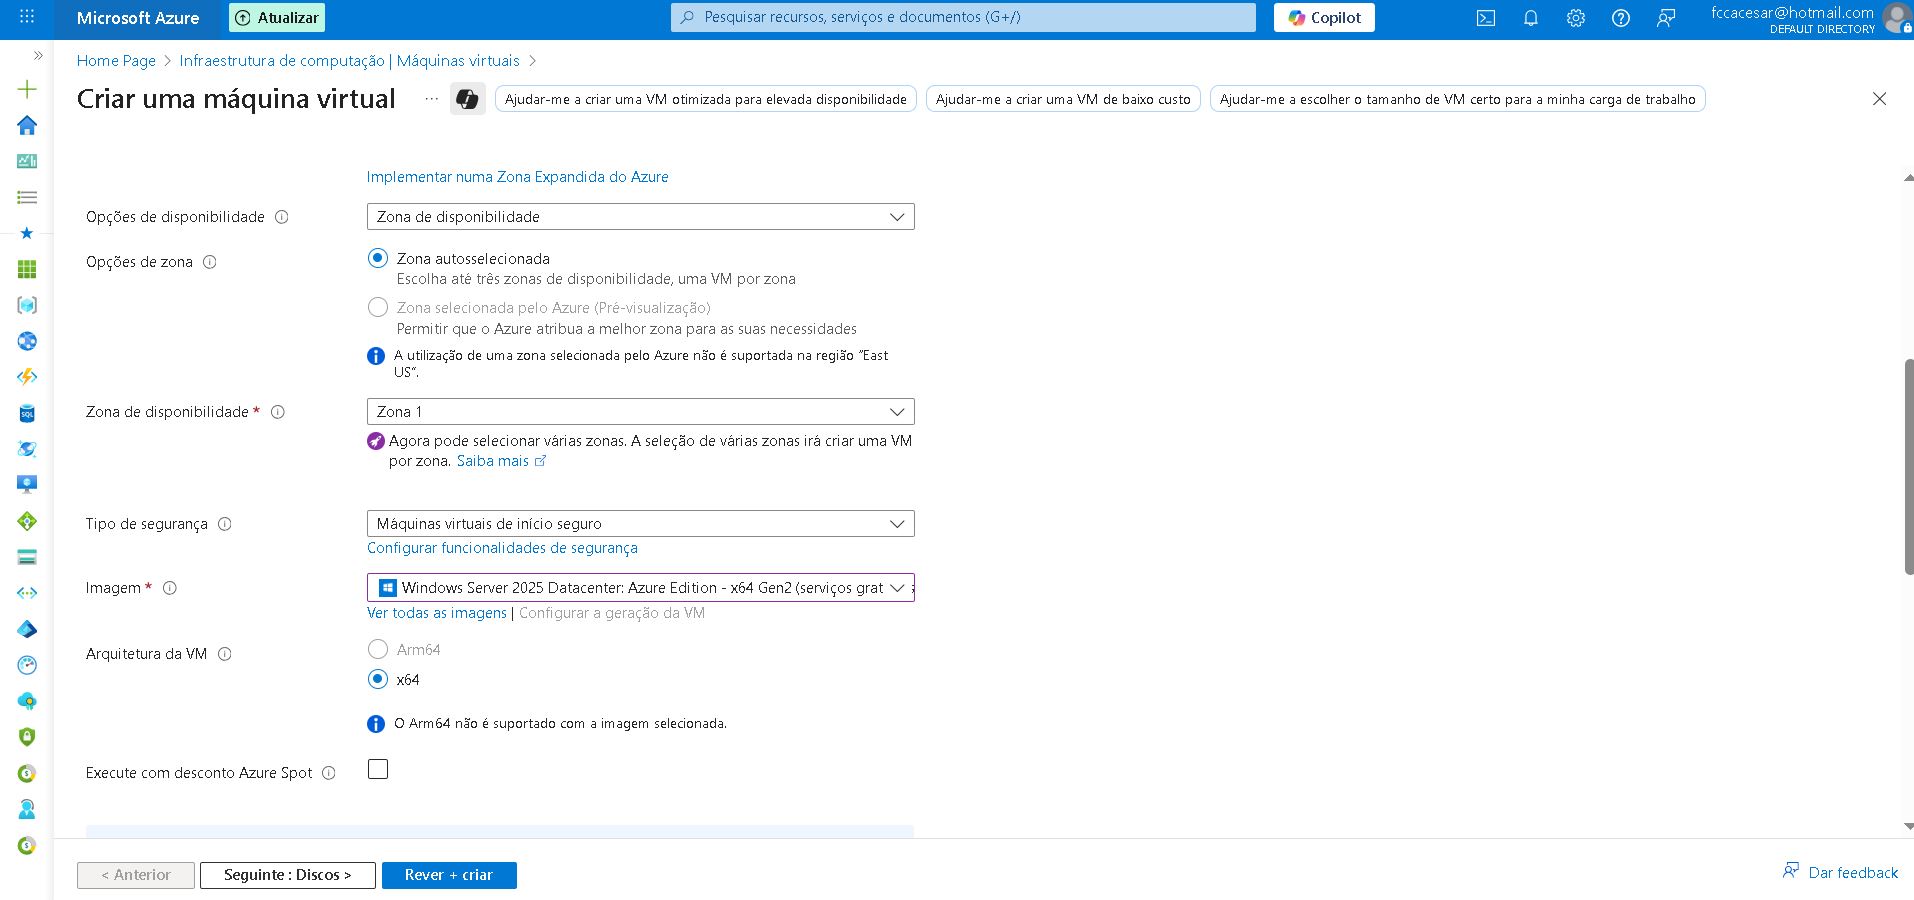 Microsoft Azure
Atualizar
Pesquisar recursos, serviços e documentos (G+/)
Copilot
fccacesar@hotmail.com
DEFAULT DIRECTORY
Home Page > Infraestrutura de computação | Máquinas virtuais >
Criar uma máquina virtual ...
Ajudar-me a criar uma VM otimizada para elevada disponibilidade
Ajudar-me a criar uma VM de baixo custo
Ajudar-me a escolher o tamanho de VM certo para a minha carga de trabalho
Implementar numa Zona Expandida do Azure
Opções de disponibilidade
Zona de disponibilidade
Opções de zona
Zona autosselecionada
Escolha até três zonas de disponibilidade, uma VM por zona
Zona selecionada pelo Azure (Pré-visualização)
Permitir que o Azure atribua a melhor zona para as suas necessidades
A utilização de uma zona selecionada pelo Azure não é suportada na região "East
US".
Zona de disponibilidade *
Zona 1
Agora pode selecionar várias zonas. A seleção de várias zonas irá criar uma VM
por zona. Saiba mais
Tipo de segurança
Máquinas virtuais de início seguro
Configurar funcionalidades de segurança
Imagem *
Windows Server 2025 Datacenter: Azure Edition - x64 Gen2 (serviços grat
Ver todas as imagens | Configurar a geração da VM
Arquitetura da VM
Arm64
x64
O Arm64 não é suportado com a imagem selecionada.
Execute com desconto Azure Spot
< Anterior
Seguinte : Discos >
Rever + criar
Dar feedback